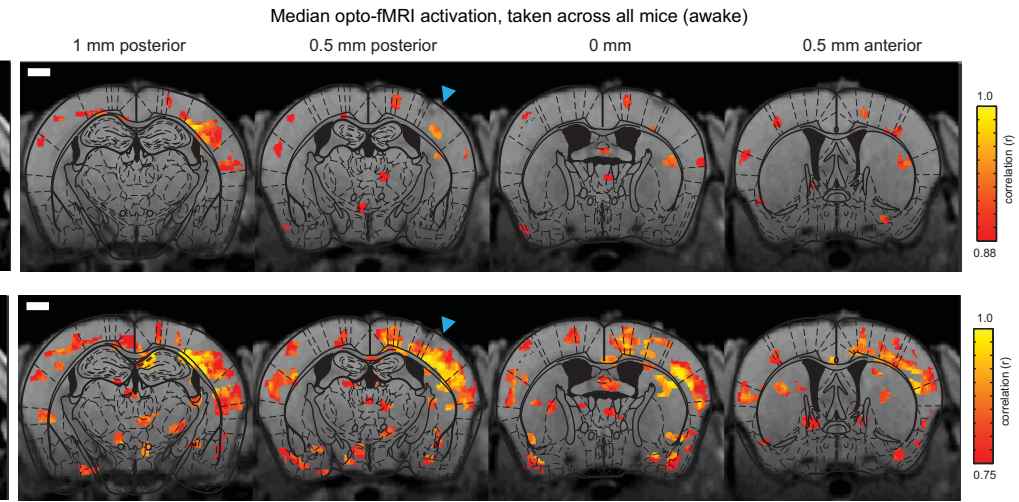 Median opto-fMRI activation, taken across all mice (awake)
1 mm posterior
0.5 mm posterior
0 mm
0.5 mm anterior
1.0
correlation (r)
0.88
1.0
correlation (r)
0.75